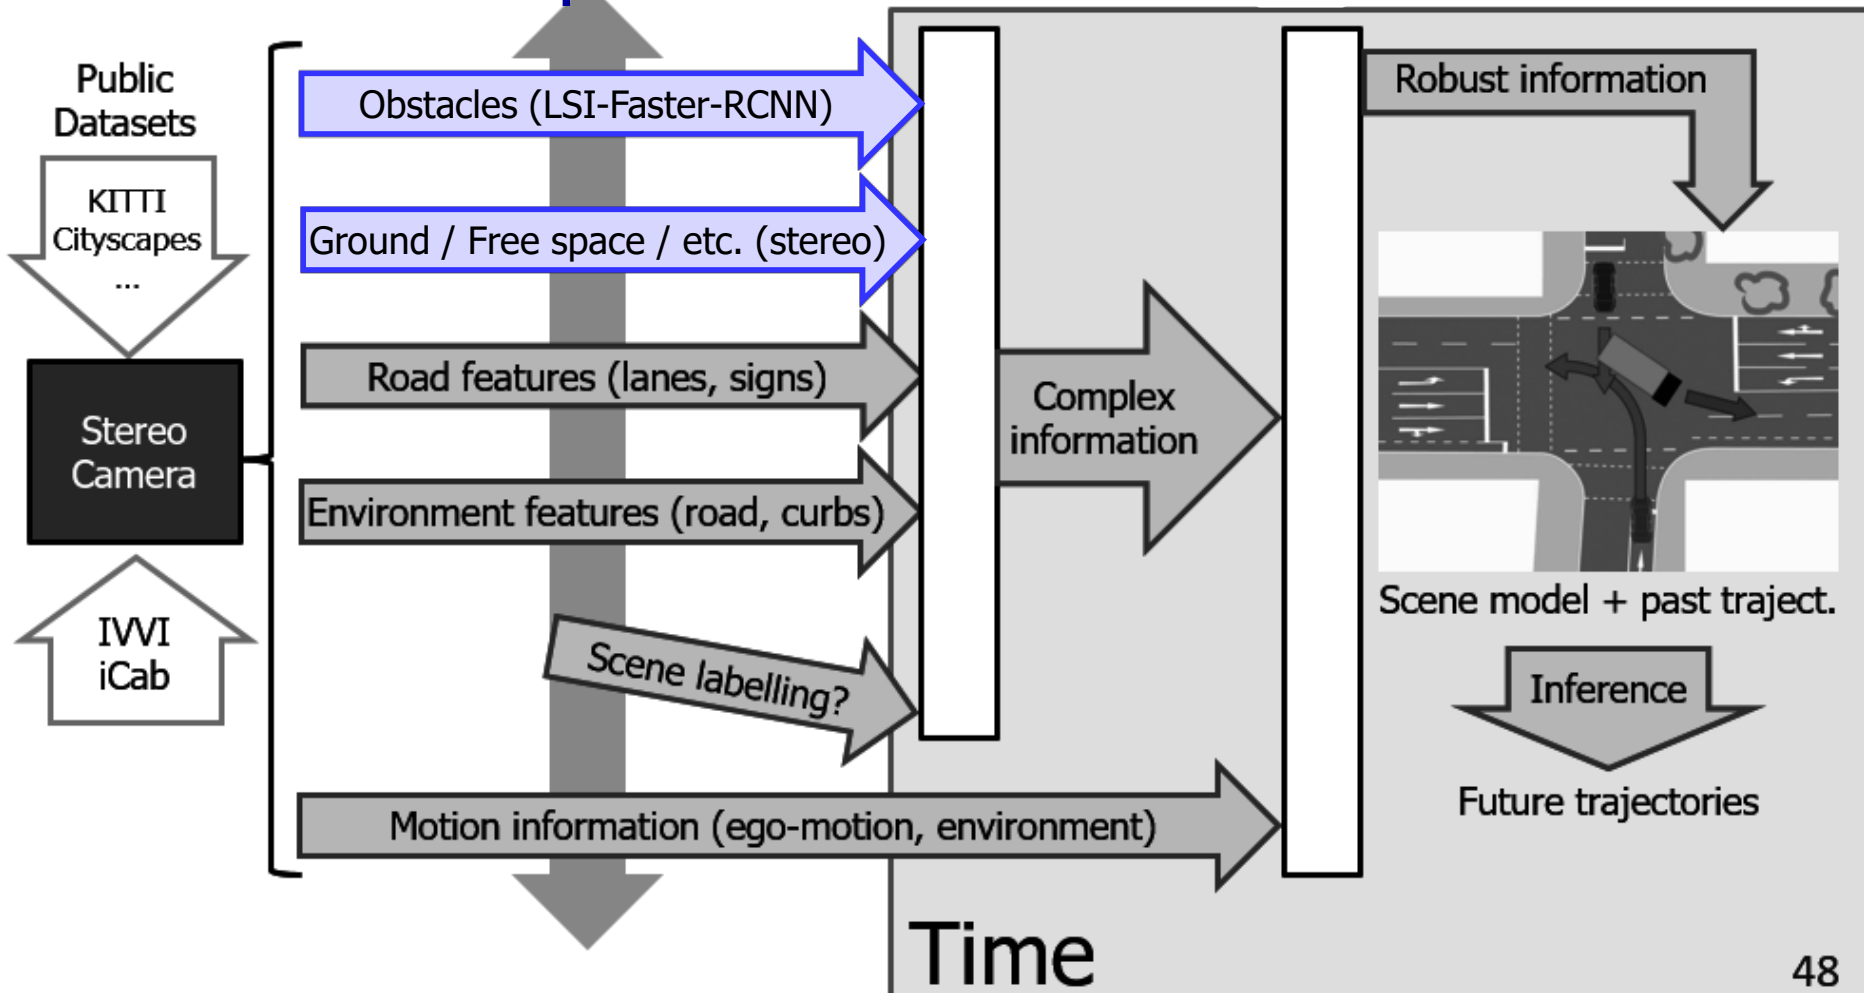 Public
Datasets
KITTI
Cityscapes
...
Stereo
Camera
IVVI
iCab
Obstacles (LSI-Faster-RCNN)
Ground / Free space / etc. (stereo)
Road features (lanes, signs)
Environment features (road, curbs)
Scene labelling?
Motion information (ego-motion, environment)
Complex
information
Robust information
Scene model + past traject.
Inference
Future trajectories
Time
48